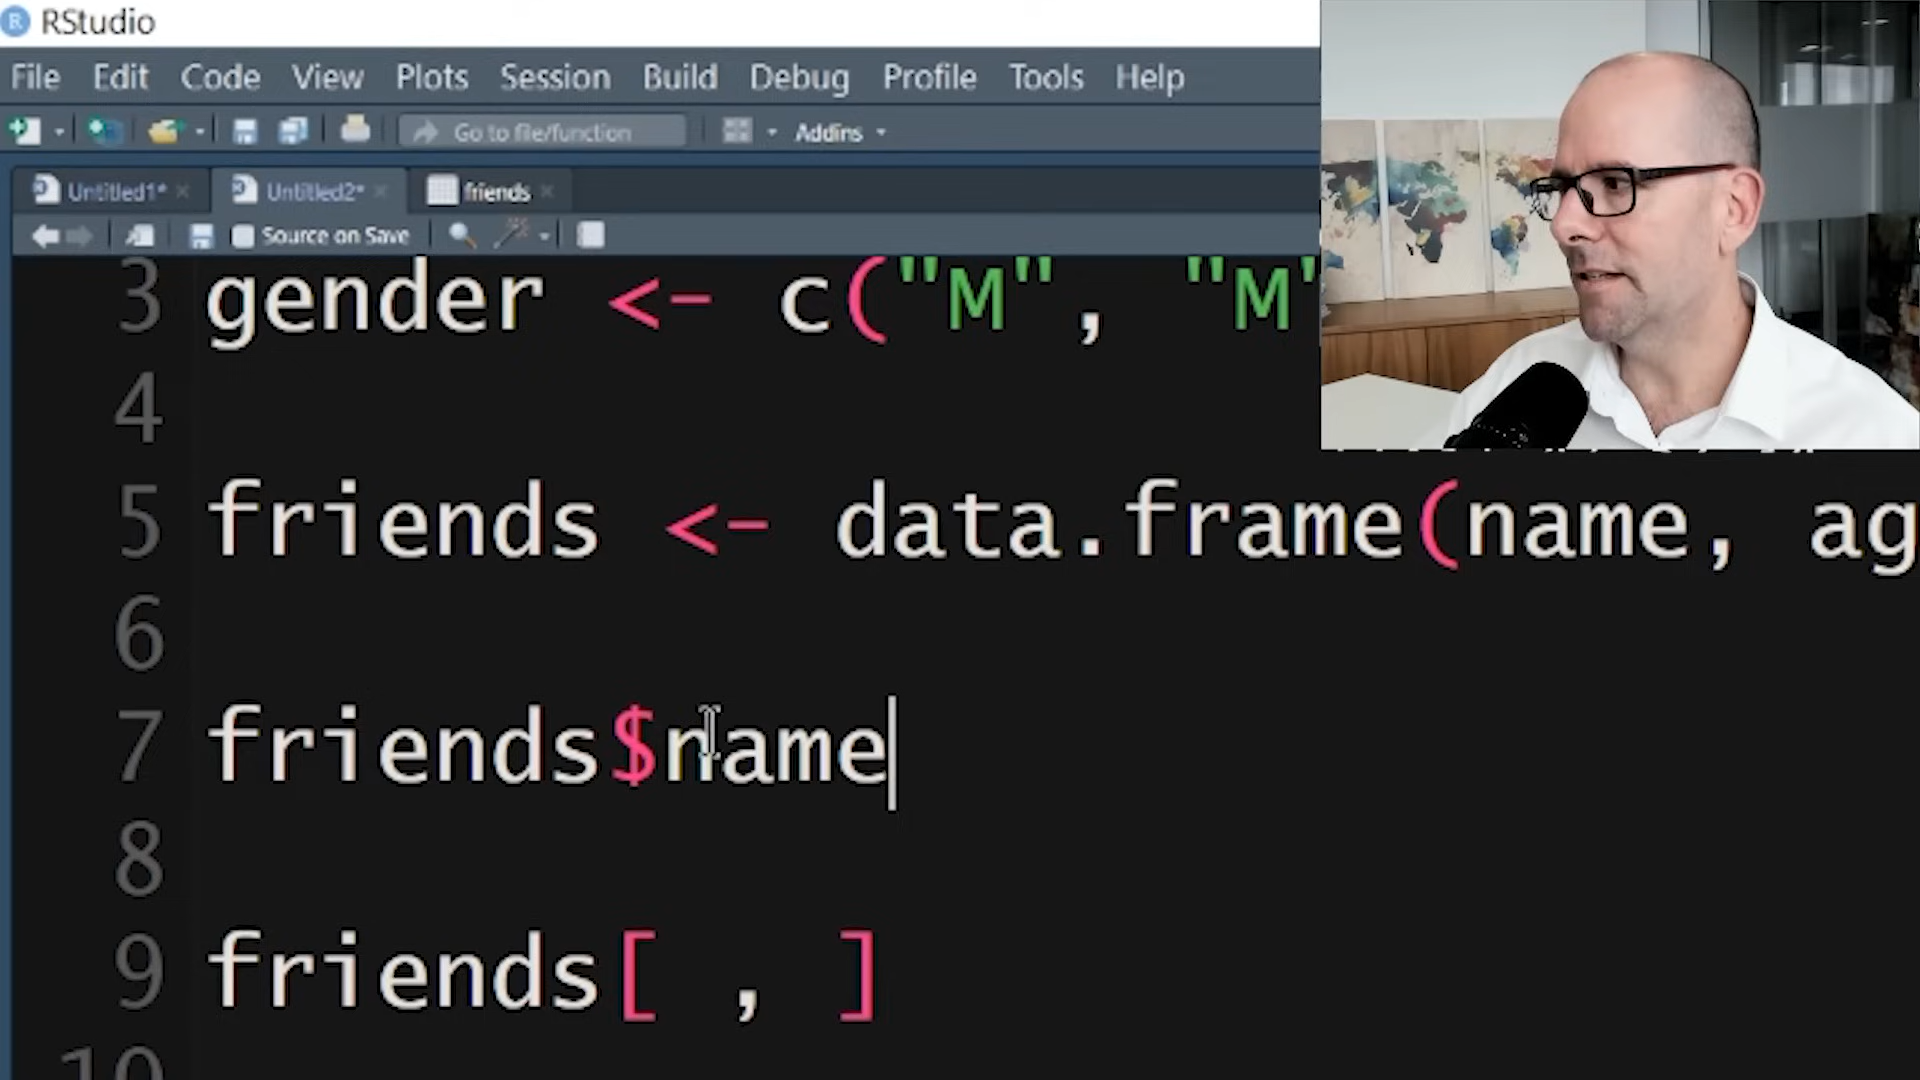 RStudio
File Edit Code View Plots Session Build Debug Profile Tools Help
Go to file/function Addins
Untitled1* Untitled2* friends
Source on Save
3 gender <- c("M", "M"
4
5 friends <- data.frame(name, ag
6
7 friends$name
8
9 friends[ , ]
10